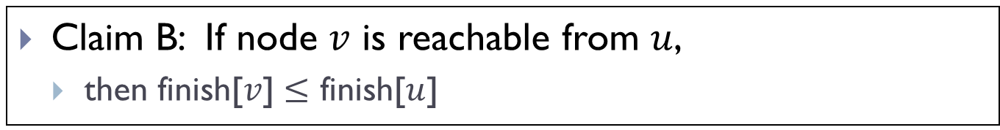 Claim B: If node 𝑣 is reachable from 𝑢,
then finish[𝑣] ≤ finish[𝑢]